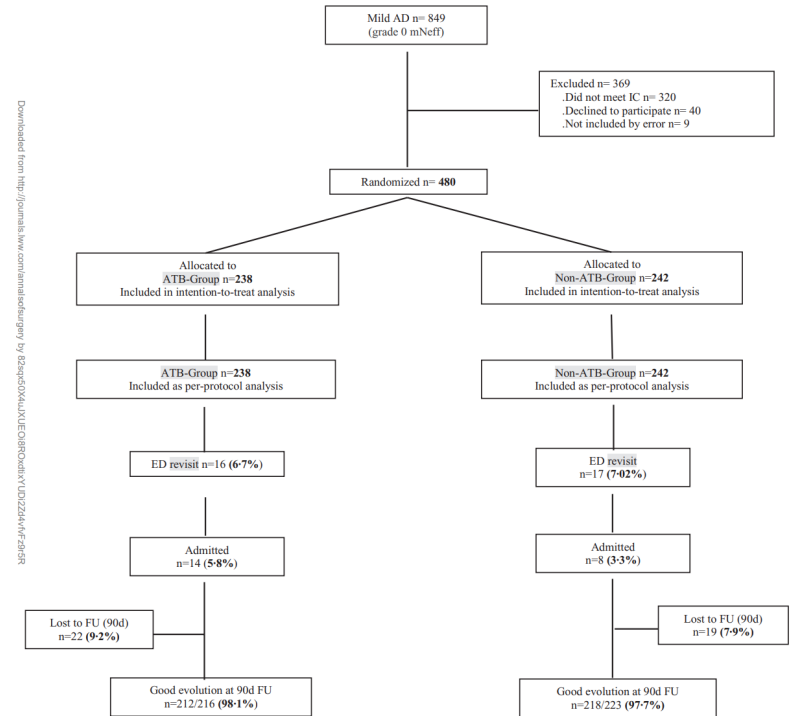 Mild AD n= 849
(grade 0 mNeff)
Excluded n= 369
.Did not meet IC n= 320
.Declined to participate n= 40
.Not included by error n= 9
Randomized n= 480
Allocated to
ATB-Group n=238
Included in intention-to-treat analysis
Allocated to
Non-ATB-Group n=242
Included in intention-to-treat analysis
ATB-Group n=238
Included as per-protocol analysis
Non-ATB-Group n=242
Included as per-protocol analysis
ED revisit n=16 (6·7%)
ED revisit
n=17 (7·02%)
Admitted
n=14 (5·8%)
Admitted
n=8 (3·3%)
Lost to FU (90d)
n=22 (9·2%)
Lost to FU (90d)
n=19 (7·9%)
Good evolution at 90d FU
n=212/216 (98·1%)
Good evolution at 90d FU
n=218/223 (97·7%)
Downloaded from http://journals.lww.com/annalsofsurgery by